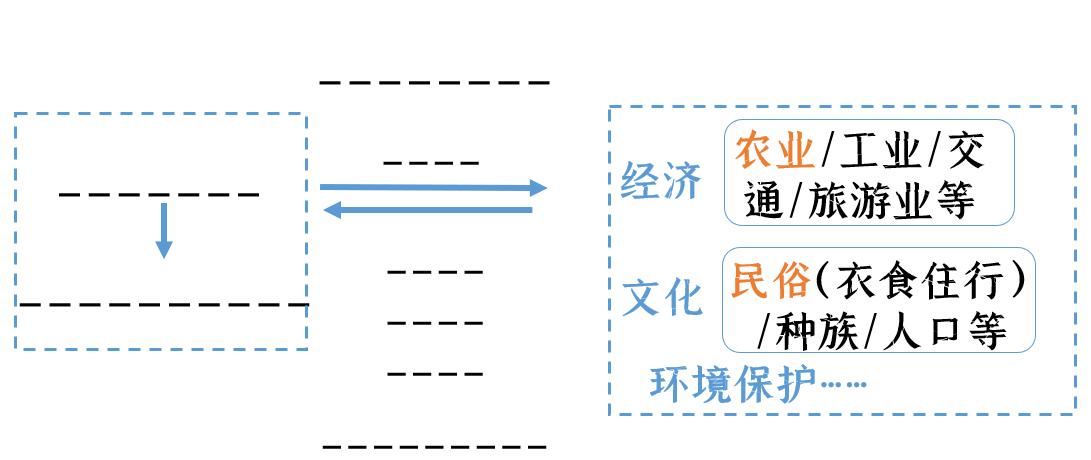 经济
农业/工业/交
通/旅游业等
文化
民俗(衣食住行)
/种族/人口等
环境保护……